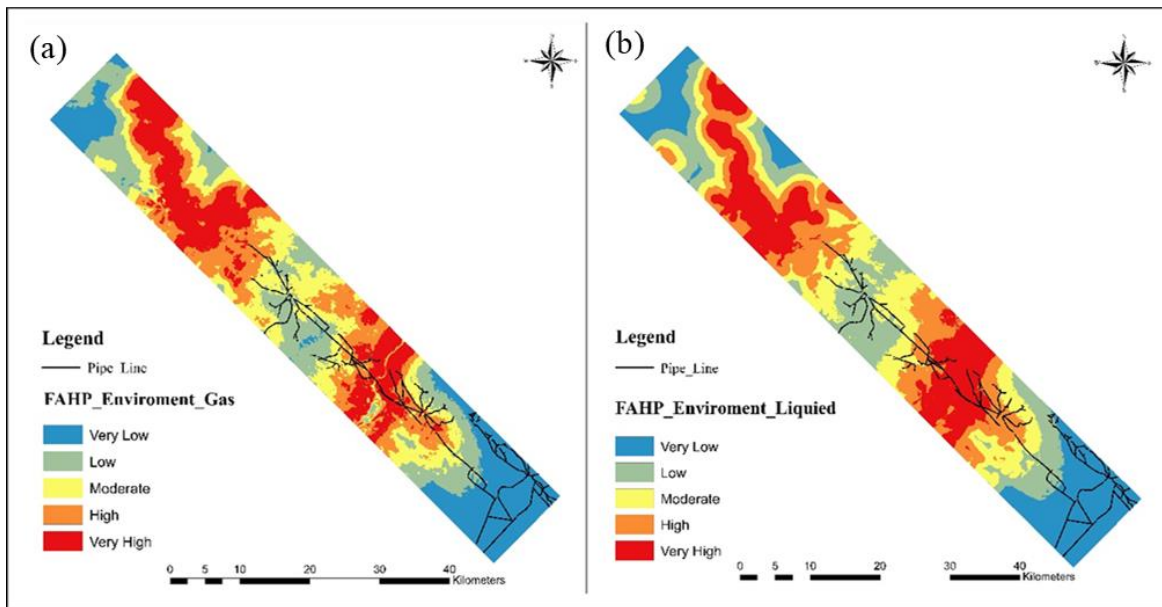 (a)
Legend
Pipe_Line
FAHP_Enviroment_Gas
Very Low
Low
Moderate
High
Very High
0 5 10 20 30 40
Kilometers
(b)
Legend
Pipe_Line
FAHP_Enviroment_Liquied
Very Low
Low
Moderate
High
Very High
0 5 10 20 30 40
Kilometers